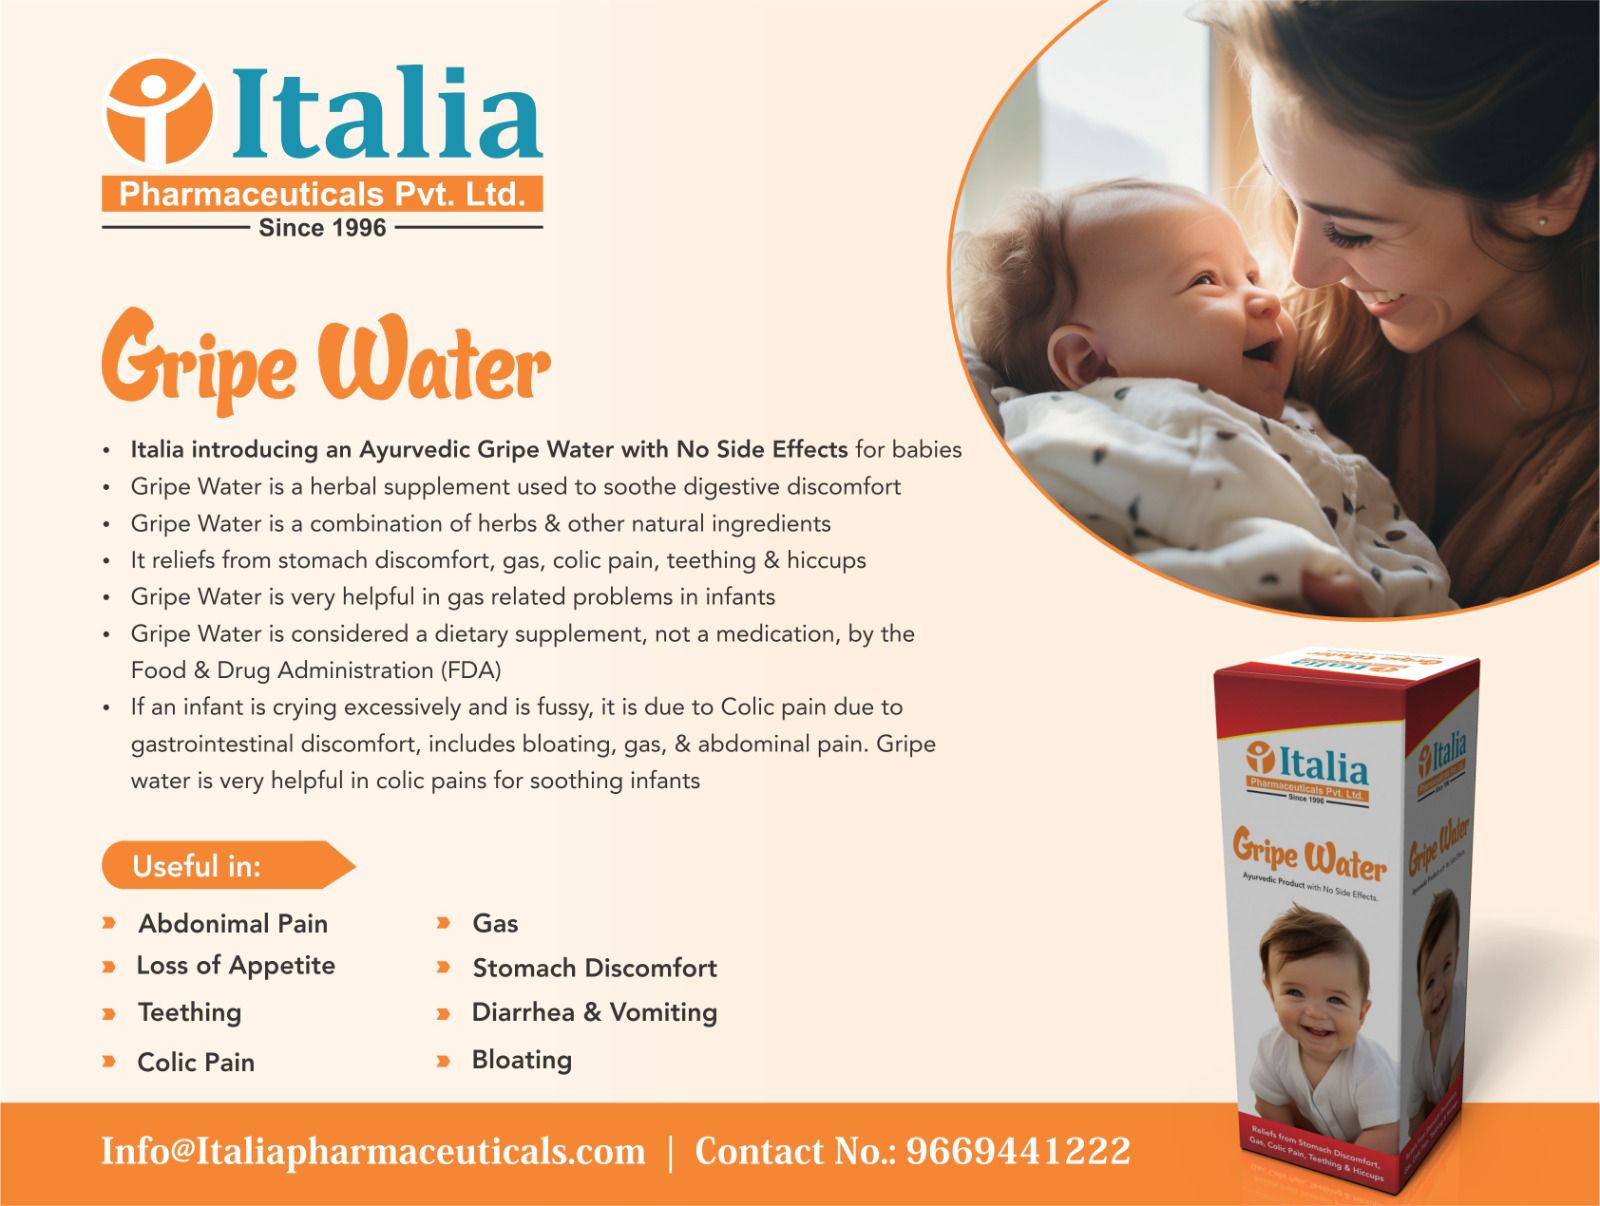 Italia
Pharmaceuticals Pvt. Ltd.
Since 1996
Gripe Water
• Italia introducing an Ayurvedic Gripe Water with No Side Effects for babies
• Gripe Water is a herbal supplement used to soothe digestive discomfort
• Gripe Water is a combination of herbs & other natural ingredients
• It reliefs from stomach discomfort, gas, colic pain, teething & hiccups
• Gripe Water is very helpful in gas related problems in infants
• Gripe Water is considered a dietary supplement, not a medication, by the
Food & Drug Administration (FDA)
• If an infant is crying excessively and is fussy, it is due to Colic pain due to
gastrointestinal discomfort, includes bloating, gas, & abdominal pain. Gripe
water is very helpful in colic pains for soothing infants
Useful in:
Abdonimal Pain
Loss of Appetite
Teething
Colic Pain
Gas
Stomach Discomfort
Diarrhea & Vomiting
Bloating
Italia
Gripe Water
Italia
Pharmaceuticals Pvt. Ltd.
Since 1996
Gripe Water
Ayurvedic Product with No Side Effects.
Reliefs from Stomach Discomfort,
Gas, Colic Pain, Teething & Hiccups
Italia
Pharmaceuticals Pvt. Ltd.
Since 1996
Gripe Water
Info@Italiapharmaceuticals.com | Contact No.: 9669441222